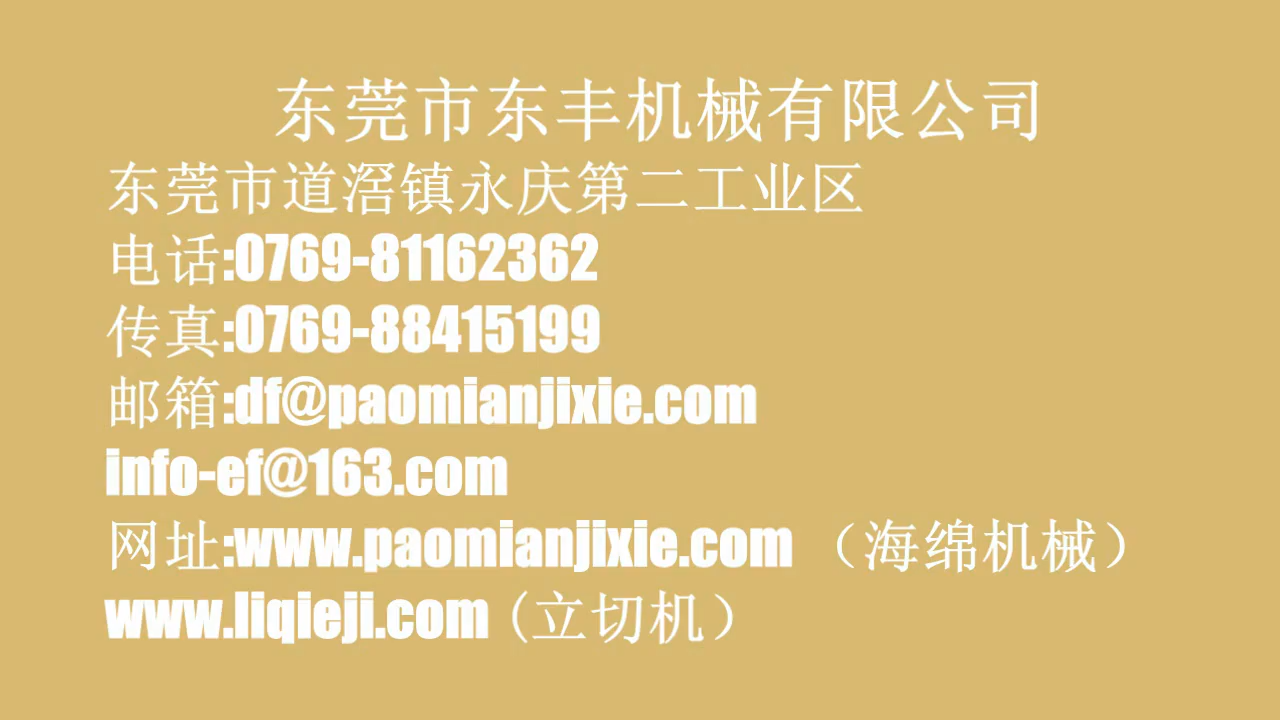 东莞市东丰机械有限公司
东莞市道滘镇永庆第二工业区
电话:0769-81162362
传真:0769-88415199
邮箱:df@paomianjixie.com
info-ef@163.com
网址:www.paomianjixie.com （海绵机械）
www.liqieji.com (立切机）